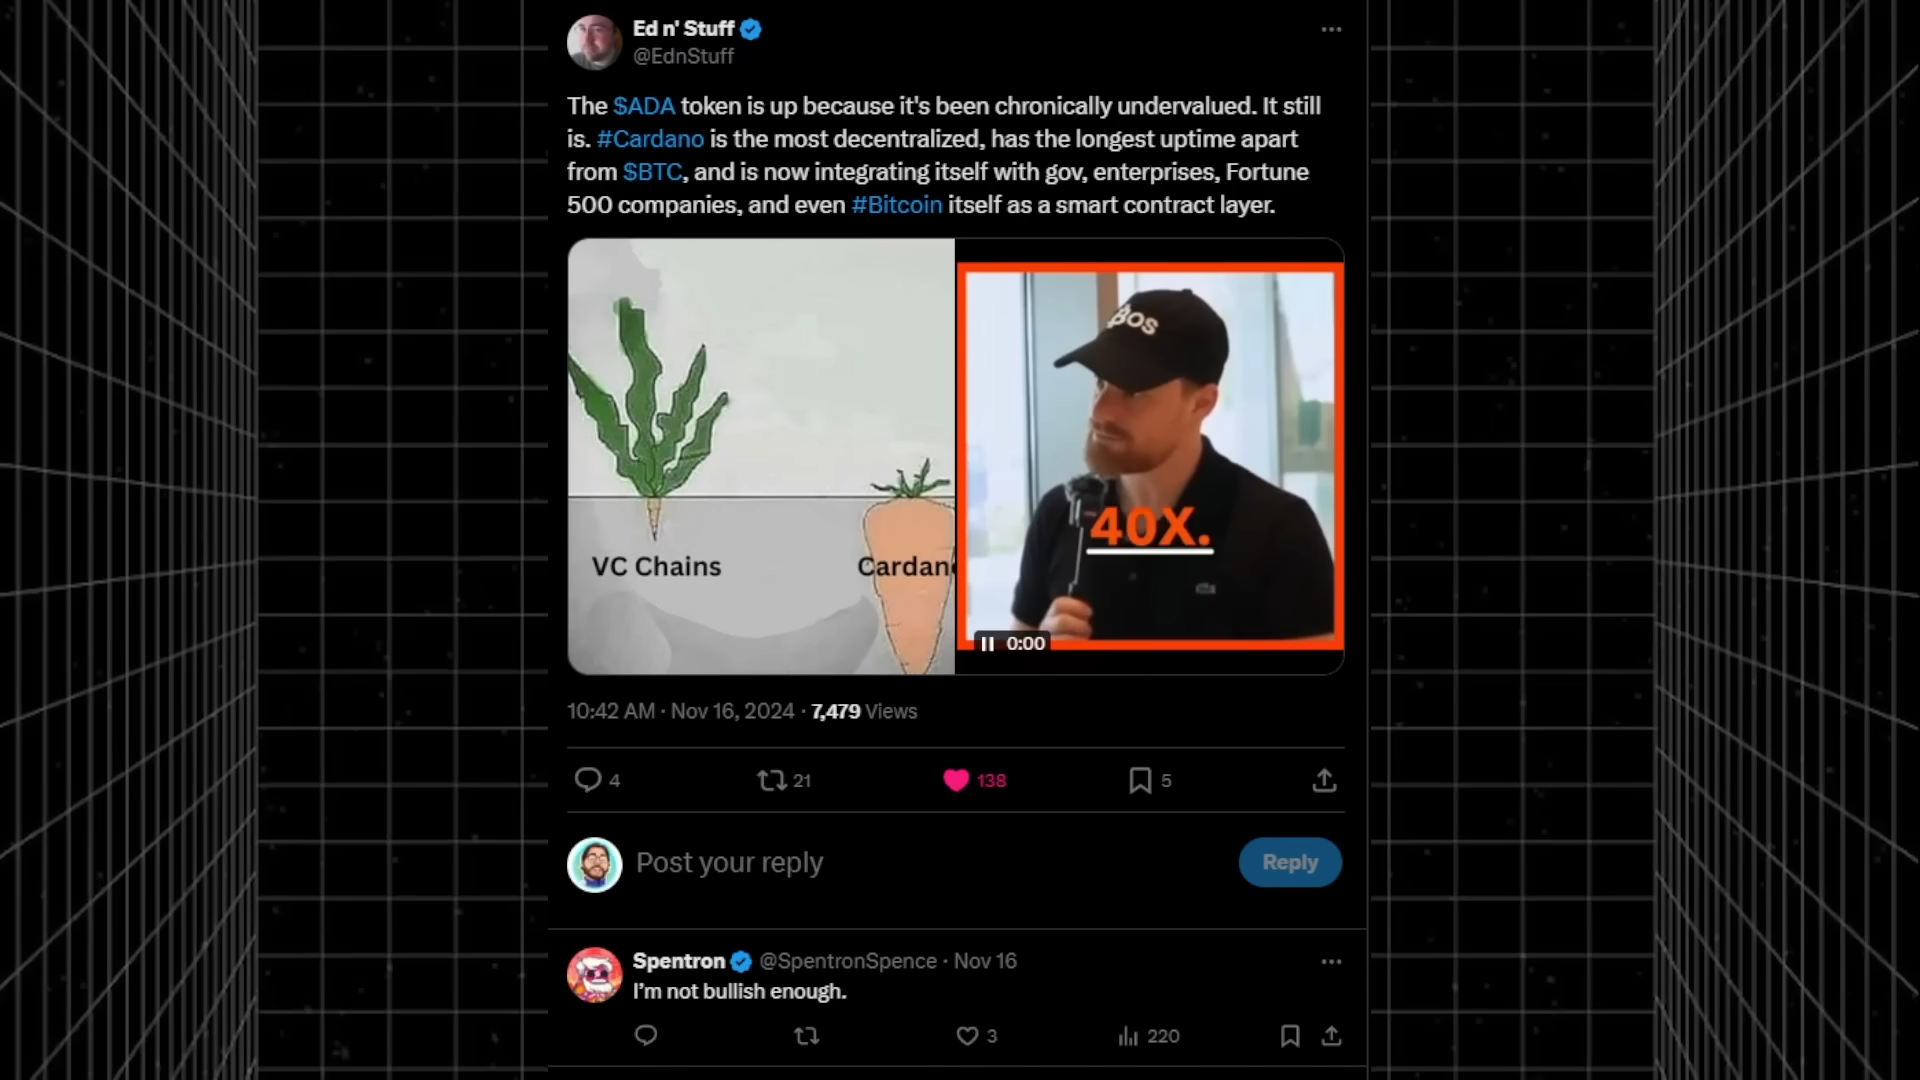 Ed n' Stuff
@EdnStuff
The $ADA token is up because it's been chronically undervalued. It still
is. #Cardano is the most decentralized, has the longest uptime apart
from $BTC, and is now integrating itself with gov, enterprises, Fortune
500 companies, and even #Bitcoin itself as a smart contract layer.
VC Chains
Cardano
BOS
40X.
0:00
10:42 AM · Nov 16, 2024 · 7,479 Views
4
21
138
5
Post your reply
Reply
Spentron @SpentronSpence · Nov 16
I'm not bullish enough.
3
220